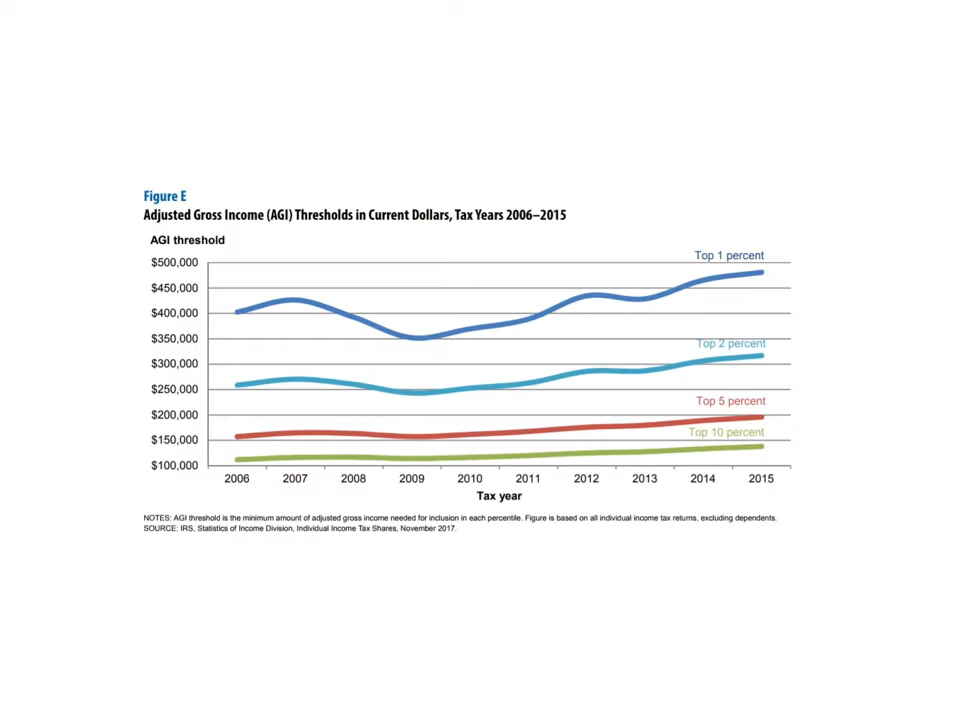 Figure E
Adjusted Gross Income (AGI) Thresholds in Current Dollars, Tax Years 2006–2015
AGI threshold
Top 1 percent
$500,000
$450,000
$400,000
$350,000
Top 2 percent
$300,000
$250,000
Top 5 percent
$200,000
Top 10 percent
$150,000
$100,000
2006 2007 2008 2009 2010 2011 2012 2013 2014 2015
Tax year
NOTES: AGI threshold is the minimum amount of adjusted gross income needed for inclusion in each percentile. Figure is based on all individual income tax returns, excluding dependents.
SOURCE: IRS, Statistics of Income Division, Individual Income Tax Shares, November 2017.